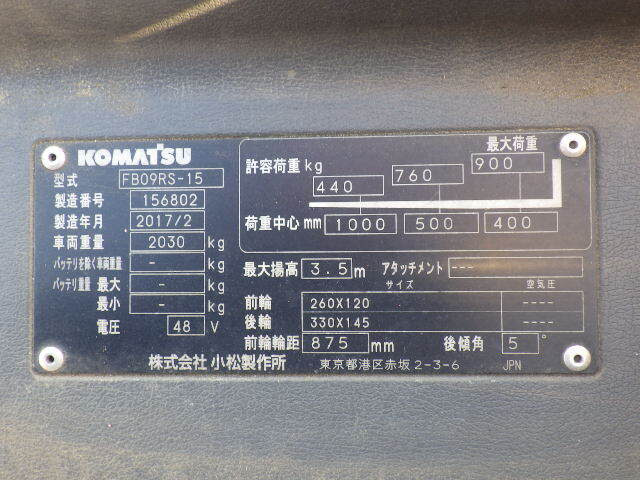 KOMATSU
型式 FB09RS-15
製造番号 156802
製造年月 2017/2
車両重量 2030 kg
バッテリを除く車両重量 - kg
バッテリ重量 最大 - kg
最小 - kg
電圧 48 V
最大荷重
許容荷重 kg 440 760 900
荷重中心 mm 1000 500 400
最大揚高 3.5 m アタッチメント ---
サイズ 空気圧
前輪 260X120 ----
後輪 330X145 ----
前輪輪距 875 mm 後傾角 5 °
株式会社 小松製作所 東京都港区赤坂 2-3-6 JPN